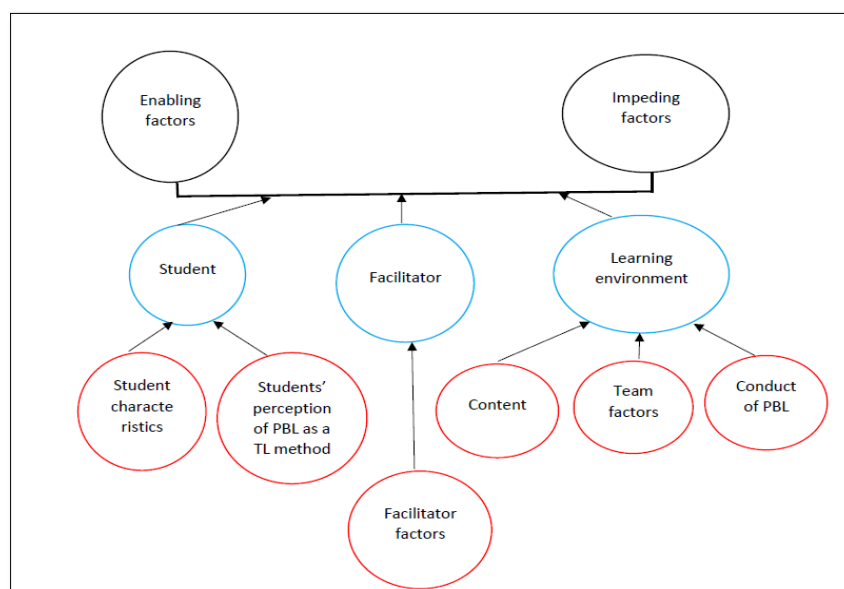 Enabling
factors
Impeding
factors
Student
Facilitator
Learning
environment
Student
characte
ristics
Students’
perception
of PBL as a
TL method
Content
Team
factors
Conduct
of PBL
Facilitator
factors